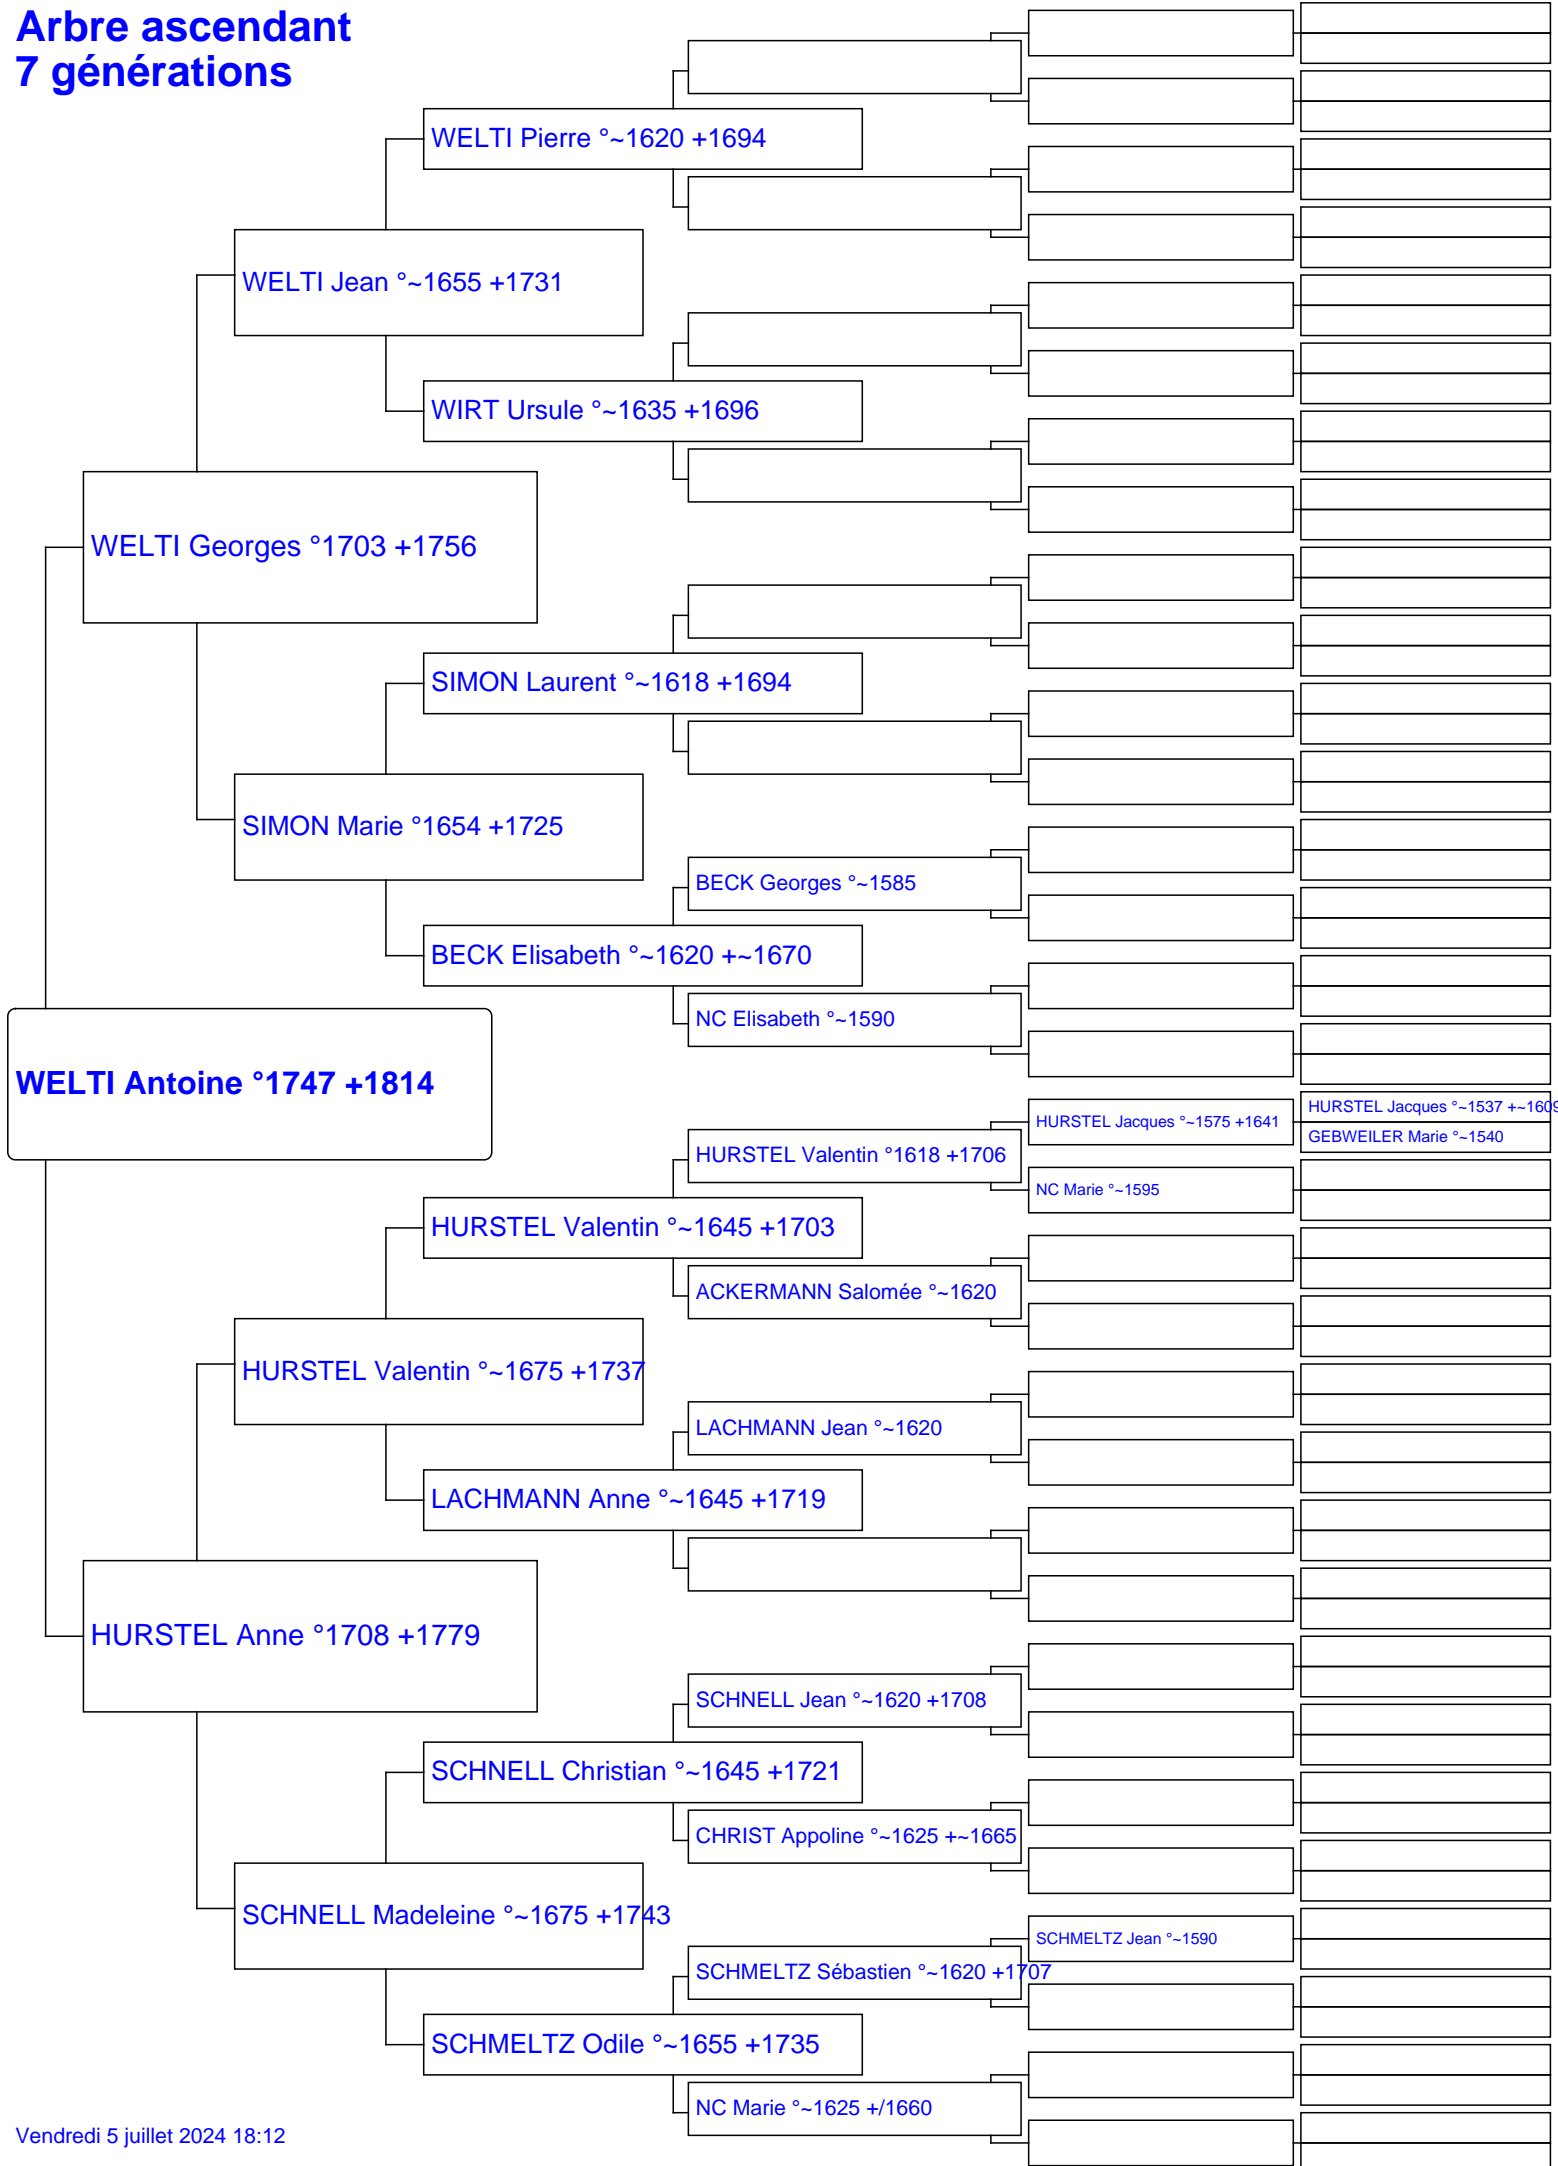 Arbre ascendant
7 générations
WELTI Pierre °~1620 +1694
WELTI Jean °~1655 +1731
WIRT Ursule °~1635 +1696
WELTI Georges °1703 +1756
SIMON Laurent °~1618 +1694
SIMON Marie °1654 +1725
BECK Georges °~1585
BECK Elisabeth °~1620 +~1670
NC Elisabeth °~1590
WELTI Antoine °1747 +1814
HURSTEL Jacques °~1537 +~1609
HURSTEL Jacques °~1575 +1641
GEBWEILER Marie °~1540
HURSTEL Valentin °1618 +1706
NC Marie °~1595
HURSTEL Valentin °~1645 +1703
ACKERMANN Salomée °~1620
HURSTEL Valentin °~1675 +1737
LACHMANN Jean °~1620
LACHMANN Anne °~1645 +1719
HURSTEL Anne °1708 +1779
SCHNELL Jean °~1620 +1708
SCHNELL Christian °~1645 +1721
CHRIST Appoline °~1625 +~1665
SCHNELL Madeleine °~1675 +1743
SCHMELTZ Jean °~1590
SCHMELTZ Sébastien °~1620 +1707
SCHMELTZ Odile °~1655 +1735
NC Marie °~1625 +/1660
Vendredi 5 juillet 2024 18:12